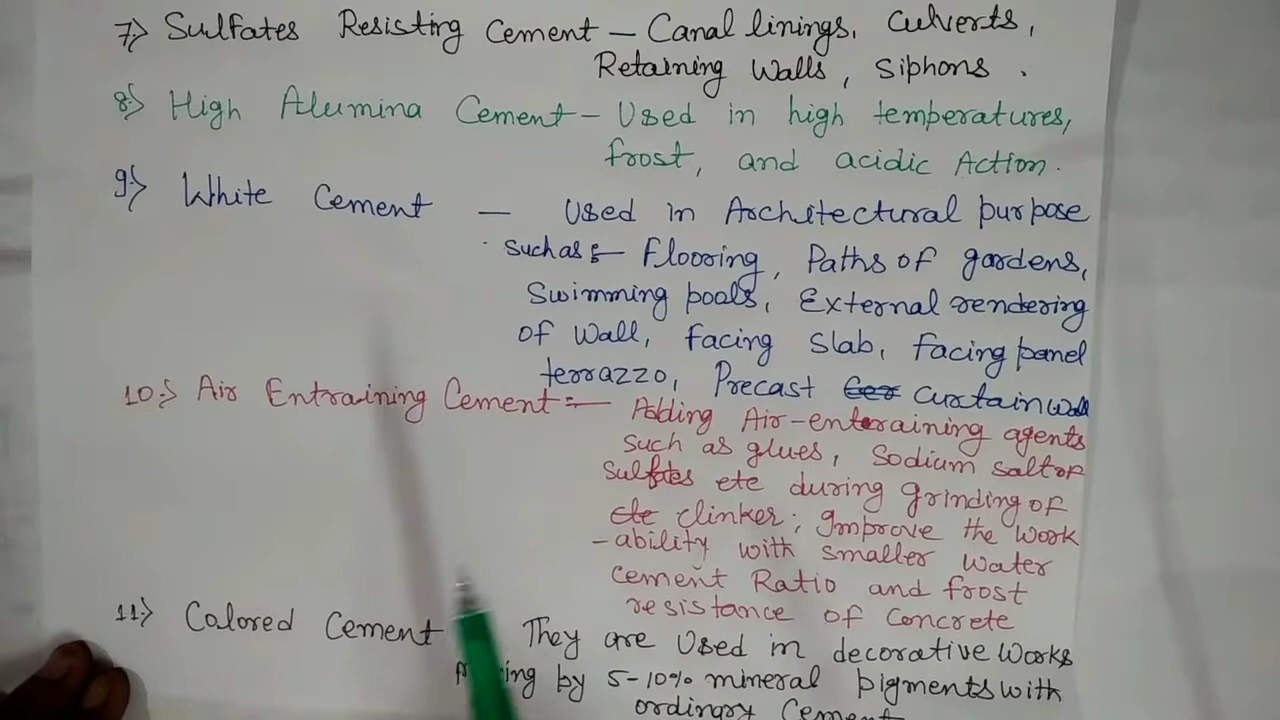 7) Sulfates Resisting Cement – Canal linings, Culverts,
Retaining Walls, Siphons.
8) High Alumina Cement – Used in high temperatures,
frost, and acidic Action.
9) White Cement – Used in Architectural purpose
such as :– Flooring, Paths of gardens,
Swimming pools, External rendering
of wall, facing slab, facing panel
terrazzo, Precast curtain wall
10) Air Entraining Cement :– Adding Air-entraining agents
such as glues, Sodium salt of
Sulfates etc during grinding of
clinker; Improve the work
-ability with smaller water
cement Ratio and frost
resistance of Concrete
11) Colored Cement They are Used in decorative works
by 5-10% mineral pigments with
ordinary Cement